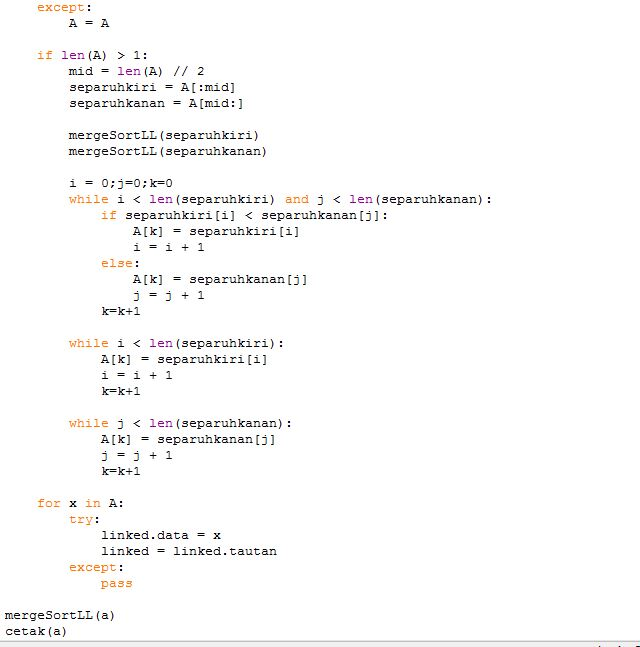 except:
        A = A

    if len(A) > 1:
        mid = len(A) // 2
        separuhkiri = A[:mid]
        separuhkanan = A[mid:]

        mergeSortLL(separuhkiri)
        mergeSortLL(separuhkanan)

        i = 0;j=0;k=0
        while i < len(separuhkiri) and j < len(separuhkanan):
            if separuhkiri[i] < separuhkanan[j]:
                A[k] = separuhkiri[i]
                i = i + 1
            else:
                A[k] = separuhkanan[j]
                j = j + 1
            k=k+1

        while i < len(separuhkiri):
            A[k] = separuhkiri[i]
            i = i + 1
            k=k+1

        while j < len(separuhkanan):
            A[k] = separuhkanan[j]
            j = j + 1
            k=k+1

    for x in A:
        try:
            linked.data = x
            linked = linked.tautan
        except:
            pass

mergeSortLL(a)
cetak(a)